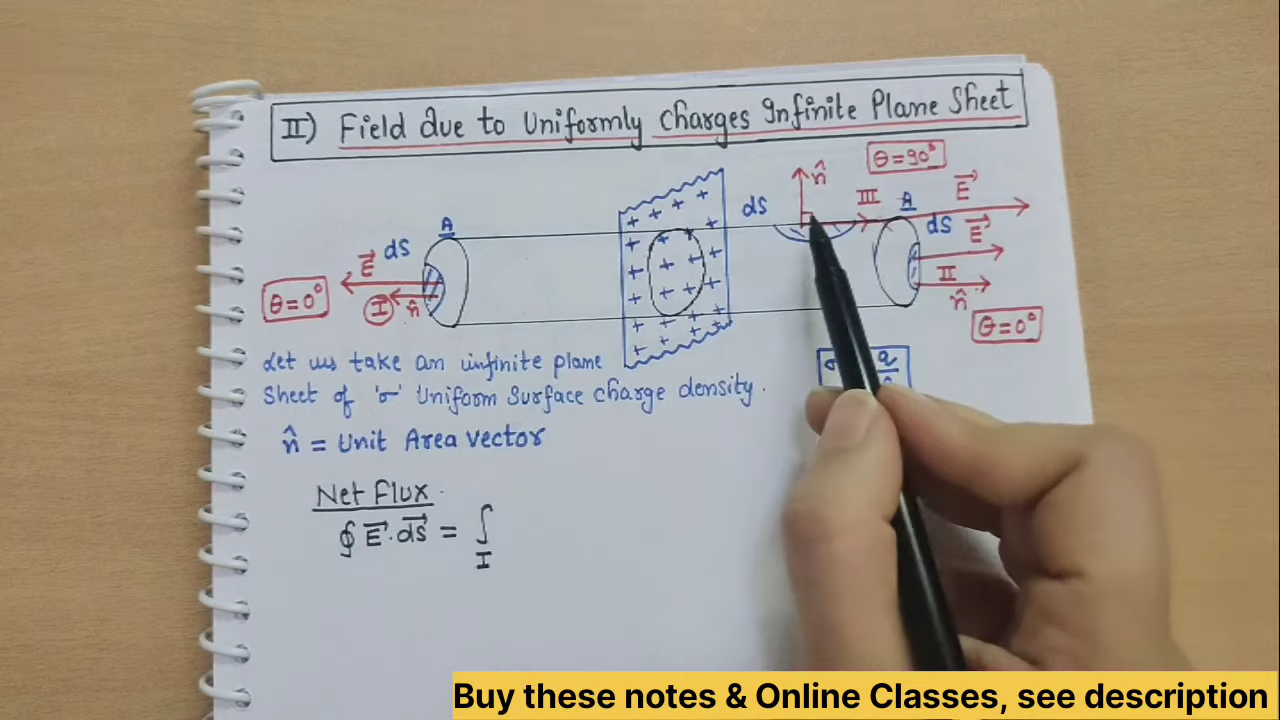 II) Field due to Uniformly Charges Infinite Plane Sheet
θ=90°
n̂
III
A
E⃗
dS
dS
E⃗
II
n̂
θ=0°
A
dS
E⃗
θ=0°
I
n̂
+ + + +
+ + + +
+ + + +
+ + + +
+ + + +
+ + +
Let us take an infinite plane
Sheet of 'σ' Uniform Surface charge density.
n̂ = Unit Area vector
Net Flux
∮ E⃗.ds⃗ = ∫
I
Buy these notes & Online Classes, see description